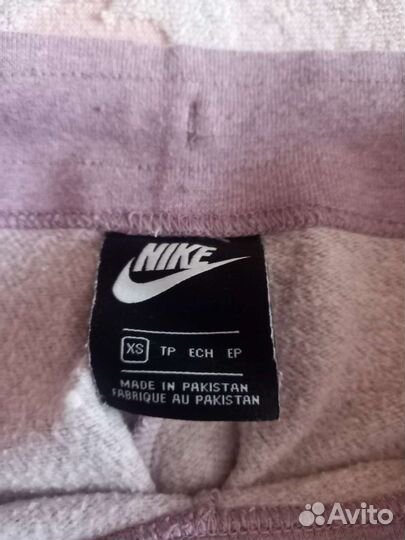 NIKE
XS TP ECH EP
MADE IN PAKISTAN
FABRIQUE AU PAKISTAN
Avito